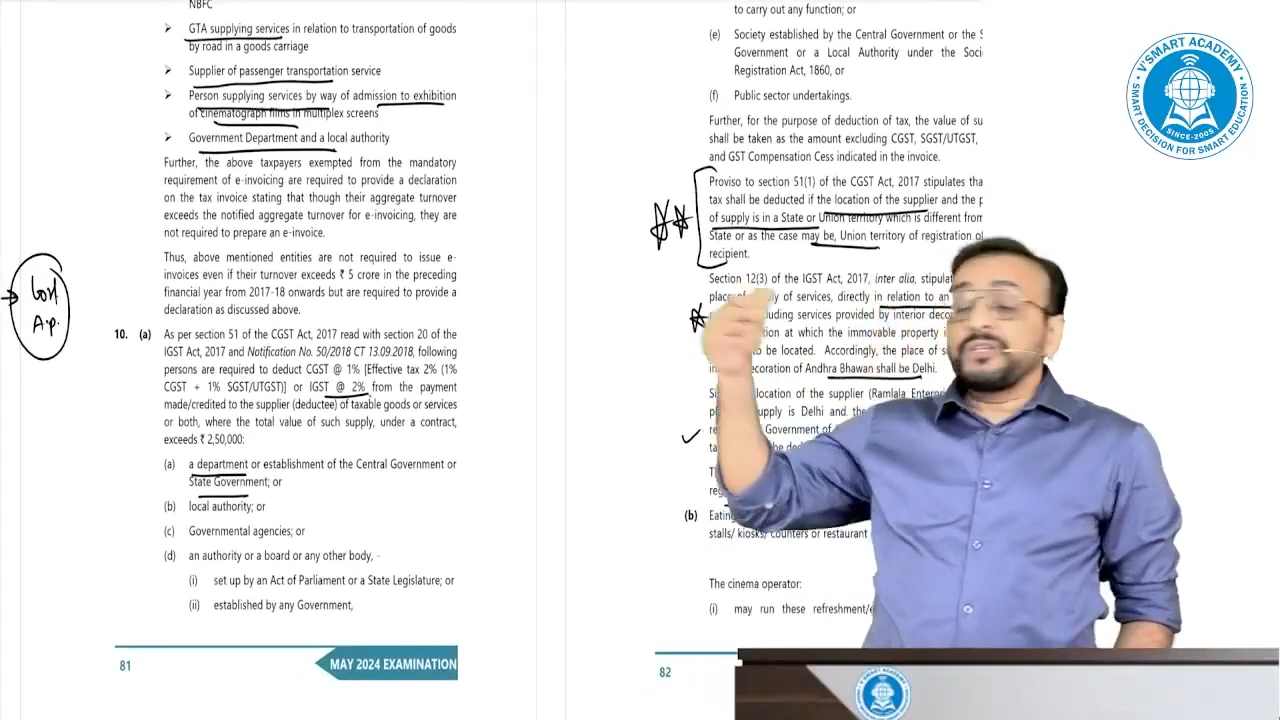 NBFC
➢ GTA supplying services in relation to transportation of goods
by road in a goods carriage
➢ Supplier of passenger transportation service
➢ Person supplying services by way of admission to exhibition
of cinematograph films in multiplex screens
➢ Government Department and a local authority
Further, the above taxpayers exempted from the mandatory
requirement of e-invoicing are required to provide a declaration
on the tax invoice stating that though their aggregate turnover
exceeds the notified aggregate turnover for e-invoicing, they are
not required to prepare an e-invoice.
Thus, above mentioned entities are not required to issue e-
invoices even if their turnover exceeds ₹ 5 crore in the preceding
financial year from 2017-18 onwards but are required to provide a
declaration as discussed above.
10. (a) As per section 51 of the CGST Act, 2017 read with section 20 of the
IGST Act, 2017 and Notification No. 50/2018 CT 13.09.2018, following
persons are required to deduct CGST @ 1% [Effective tax 2% (1%
CGST + 1% SGST/UTGST)] or IGST @ 2% from the payment
made/credited to the supplier (deductee) of taxable goods or services
or both, where the total value of such supply, under a contract,
exceeds ₹ 2,50,000:
(a) a department or establishment of the Central Government or
State Government; or
(b) local authority; or
(c) Governmental agencies; or
(d) an authority or a board or any other body, -
(i) set up by an Act of Parliament or a State Legislature; or
(ii) established by any Government,
81
MAY 2024 EXAMINATION
A.P.
to carry out any function; or
(e) Society established by the Central Government or the
Government or a Local Authority under the
Registration Act, 1860, or
(f) Public sector undertakings.
Further, for the purpose of deduction of tax, the value of
shall be taken as the amount excluding CGST, SGST/UTGST,
and GST Compensation Cess indicated in the invoice.
Proviso to section 51(1) of the CGST Act, 2017 stipulates
tax shall be deducted if the location of the supplier and the
of supply is in a State or Union territory which is different from
State or as the case may be, Union territory of registration
recipient.
Section 12(3) of the IGST Act, 2017, inter alia,
of services, directly in relation to an
services provided by interior
at which the immovable property
to be located. Accordingly, the place of
decoration of Andhra Bhawan shall be Delhi.
location of the supplier (Ramlala
supply is Delhi and the
Government of
(b) Eating
stalls/ kiosks/ counters or restaurant
The cinema operator:
(i) may run these
82
V'SMART ACADEMY
SINCE-2005
SMART DECISION FOR SMART EDUCATION